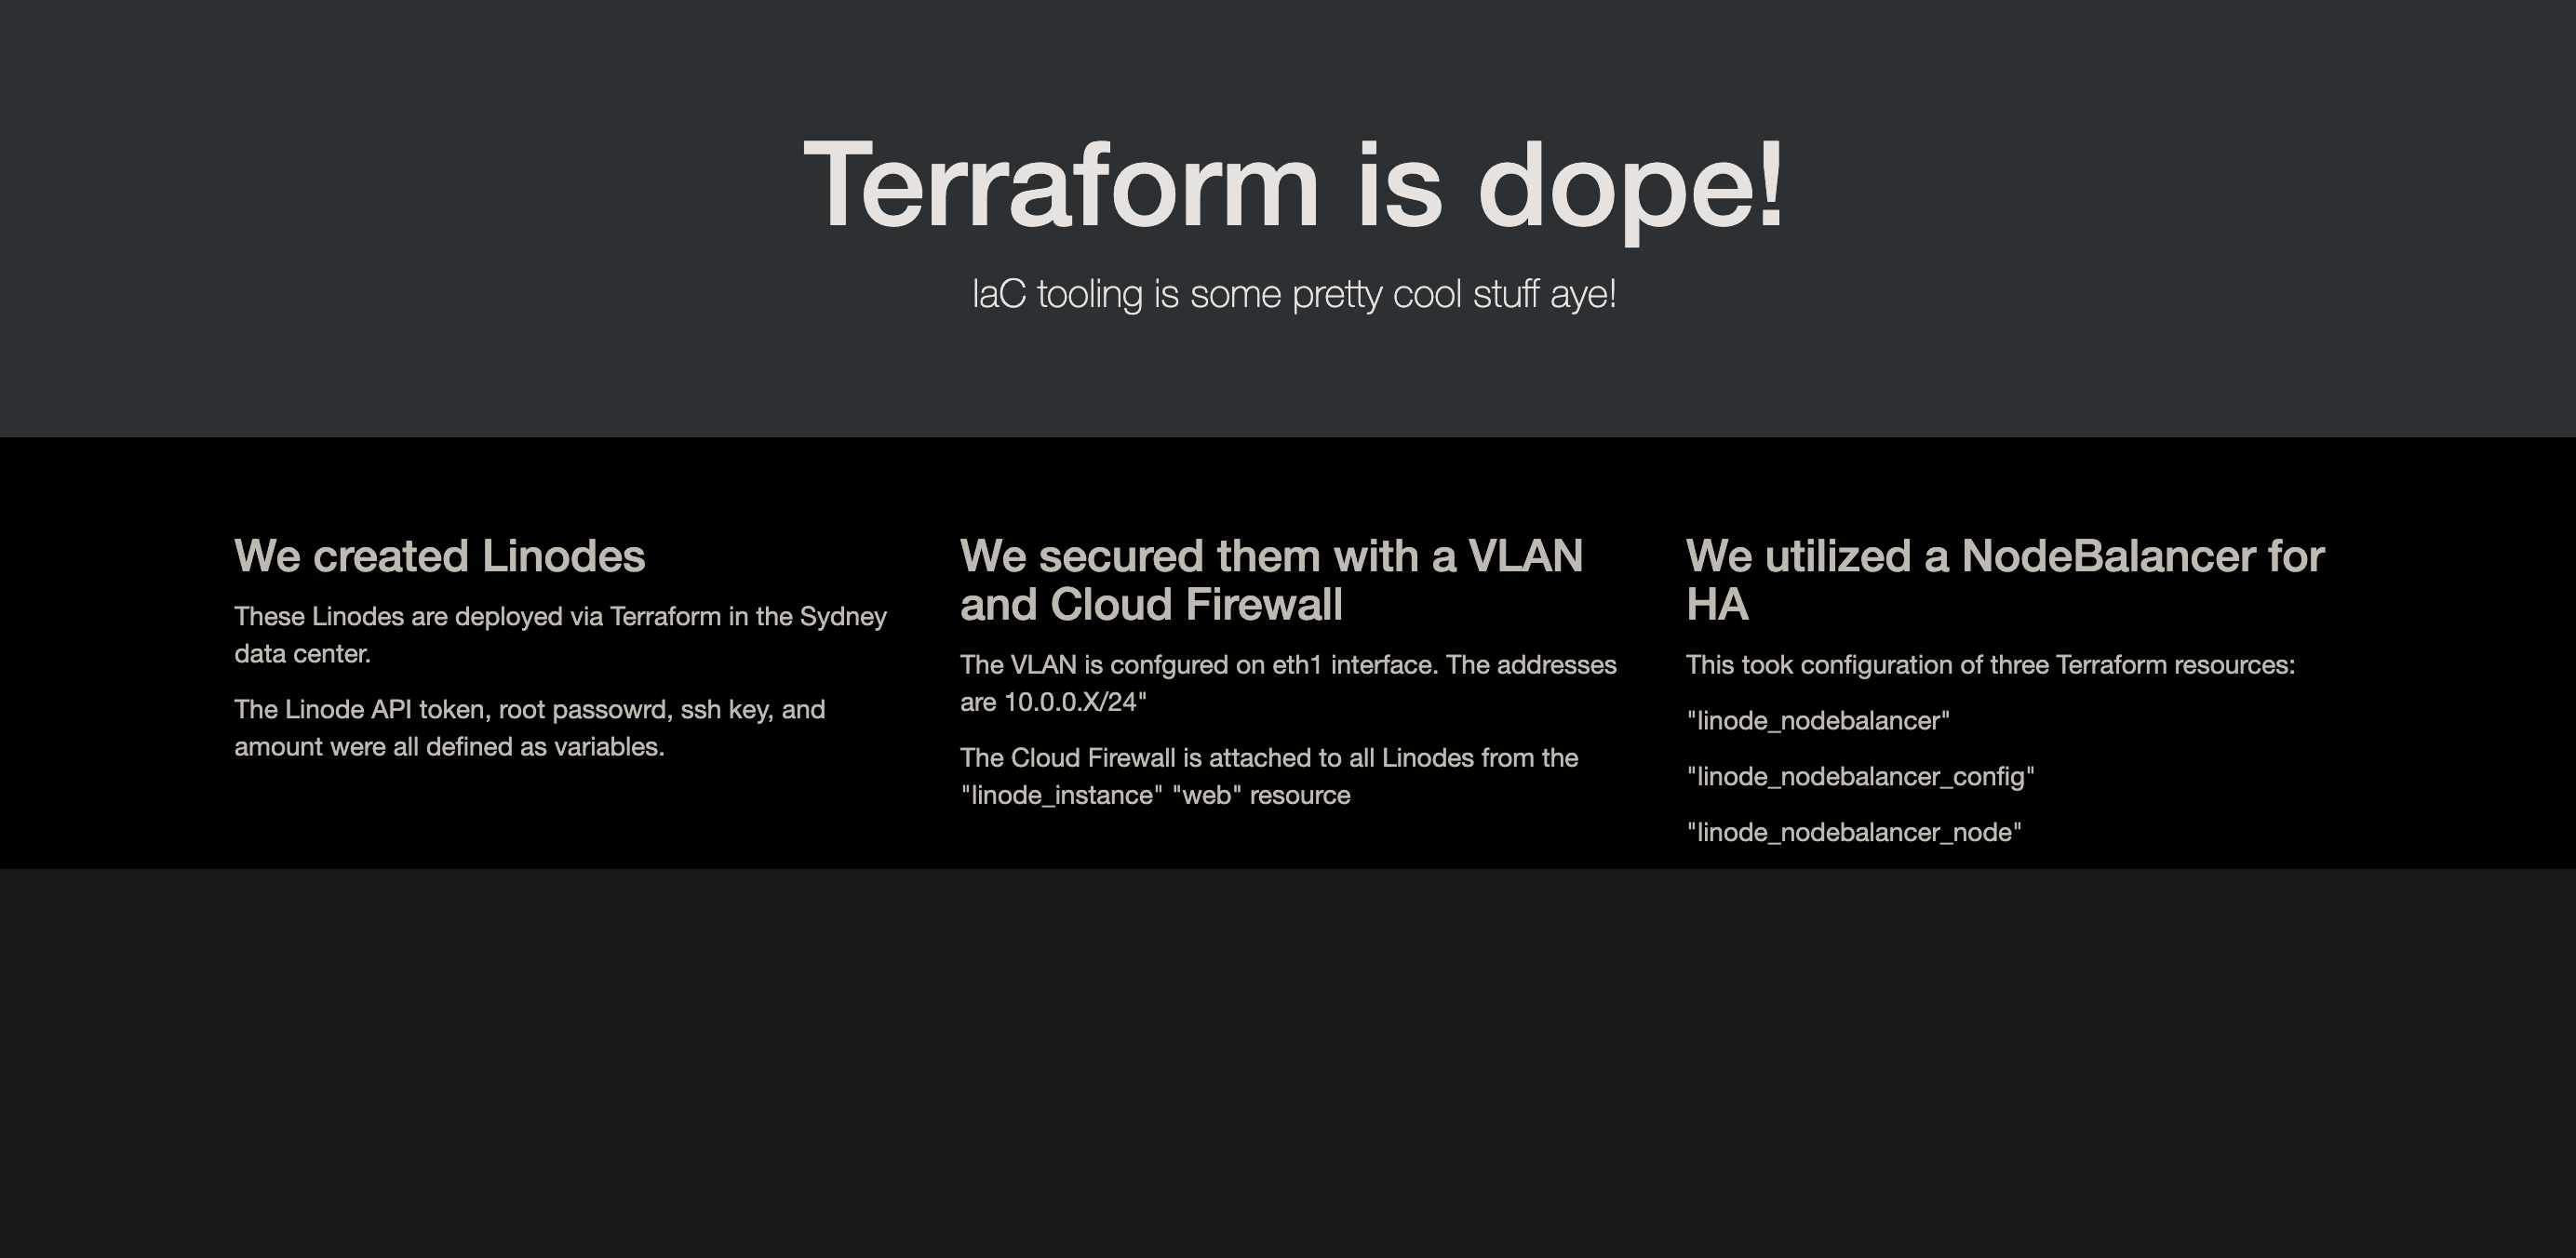 Terraform is dope!
IaC tooling is some pretty cool stuff aye!
We created Linodes
These Linodes are deployed via Terraform in the Sydney
data center.
The Linode API token, root passowrd, ssh key, and
amount were all defined as variables.
We secured them with a VLAN
and Cloud Firewall
The VLAN is confgured on eth1 interface. The addresses
are 10.0.0.X/24"
The Cloud Firewall is attached to all Linodes from the
"linode_instance" "web" resource
We utilized a NodeBalancer for
HA
This took configuration of three Terraform resources:
"linode_nodebalancer"
"linode_nodebalancer_config"
"linode_nodebalancer_node"